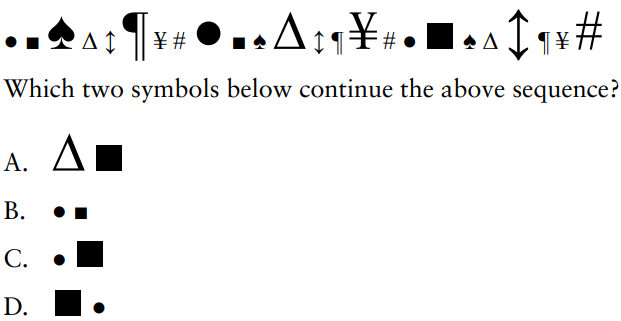 ● ■ ♠ Δ ↕ ¶ ¥ # ● ■ ♠ Δ ↕ ¶ ¥ # ● ■ ♠ Δ ↕ ¶ ¥ #
Which two symbols below continue the above sequence?
A. Δ ■
B. ● ■
C. ● ■
D. ■ ●